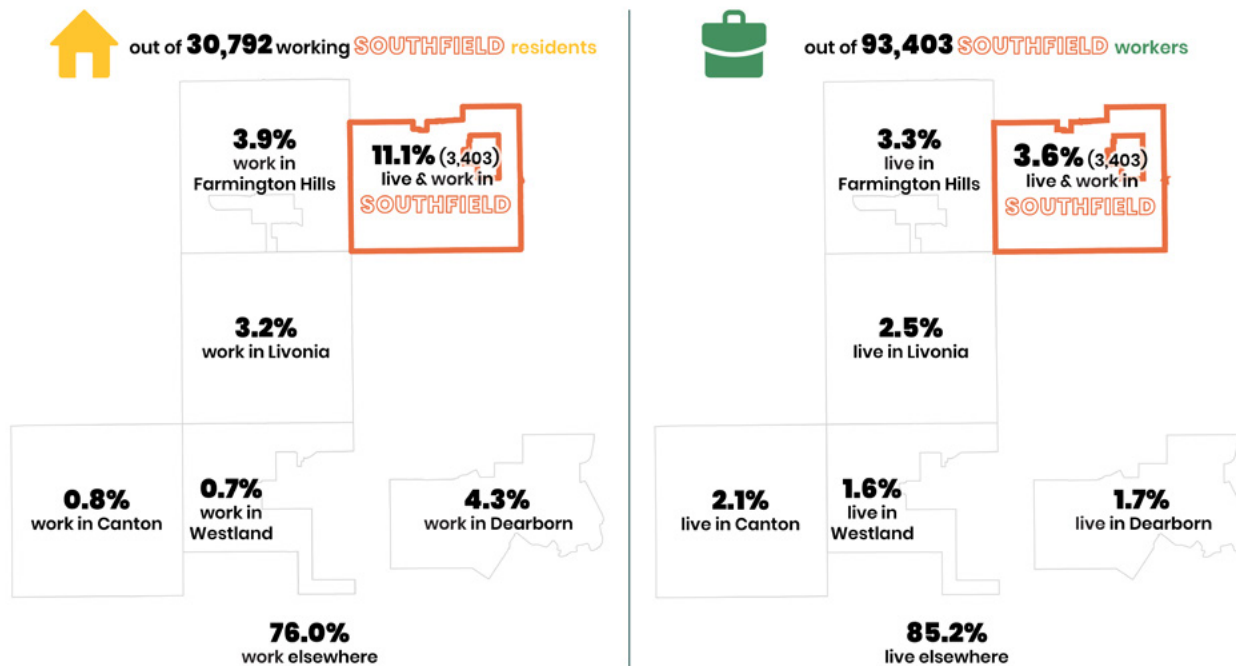 out of 30,792 working SOUTHFIELD residents
3.9%
work in
Farmington Hills
11.1% (3,403)
live & work in
SOUTHFIELD
3.2%
work in Livonia
0.8%
work in Canton
0.7%
work in
Westland
4.3%
work in Dearborn
76.0%
work elsewhere
out of 93,403 SOUTHFIELD workers
3.3%
live in
Farmington Hills
3.6% (3,403)
live & work in
SOUTHFIELD
2.5%
live in Livonia
2.1%
live in Canton
1.6%
live in
Westland
1.7%
live in Dearborn
85.2%
live elsewhere